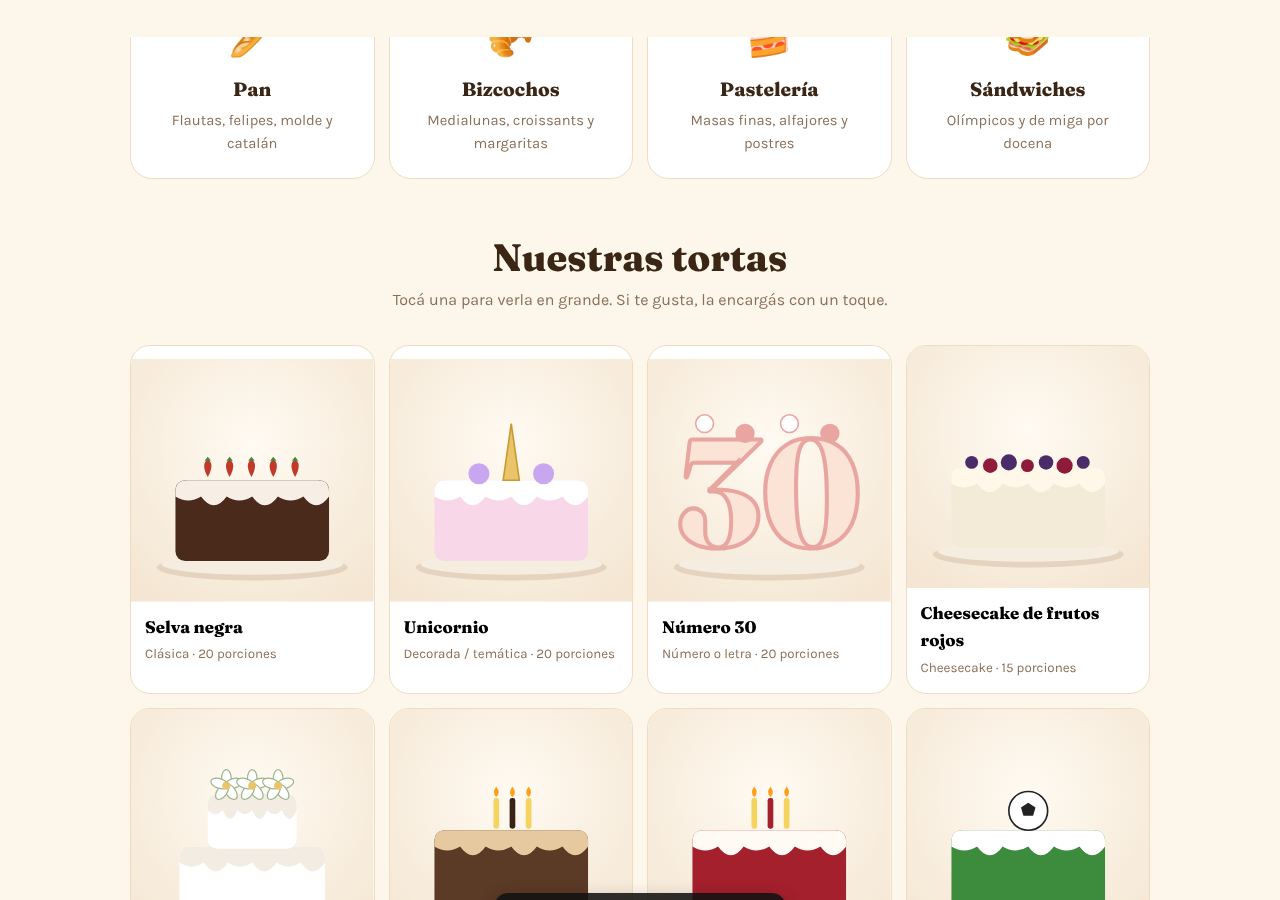 Pan
Bizcochos
Pastelería
Sándwiches
Flautas, felipes, molde y
catalán
Medialunas, croissants y
margaritas
Masas finas, alfajores y
postres
Olímpicos y de miga por
docena
Nuestras tortas
Tocá una para verla en grande. Si te gusta, la encargás con un toque.
30
Selva negra
Clásica · 20 porciones
Unicornio
Decorada / temática · 20 porciones
Número 30
Número o letra · 20 porciones
Cheesecake de frutos
rojos
Cheesecake · 15 porciones